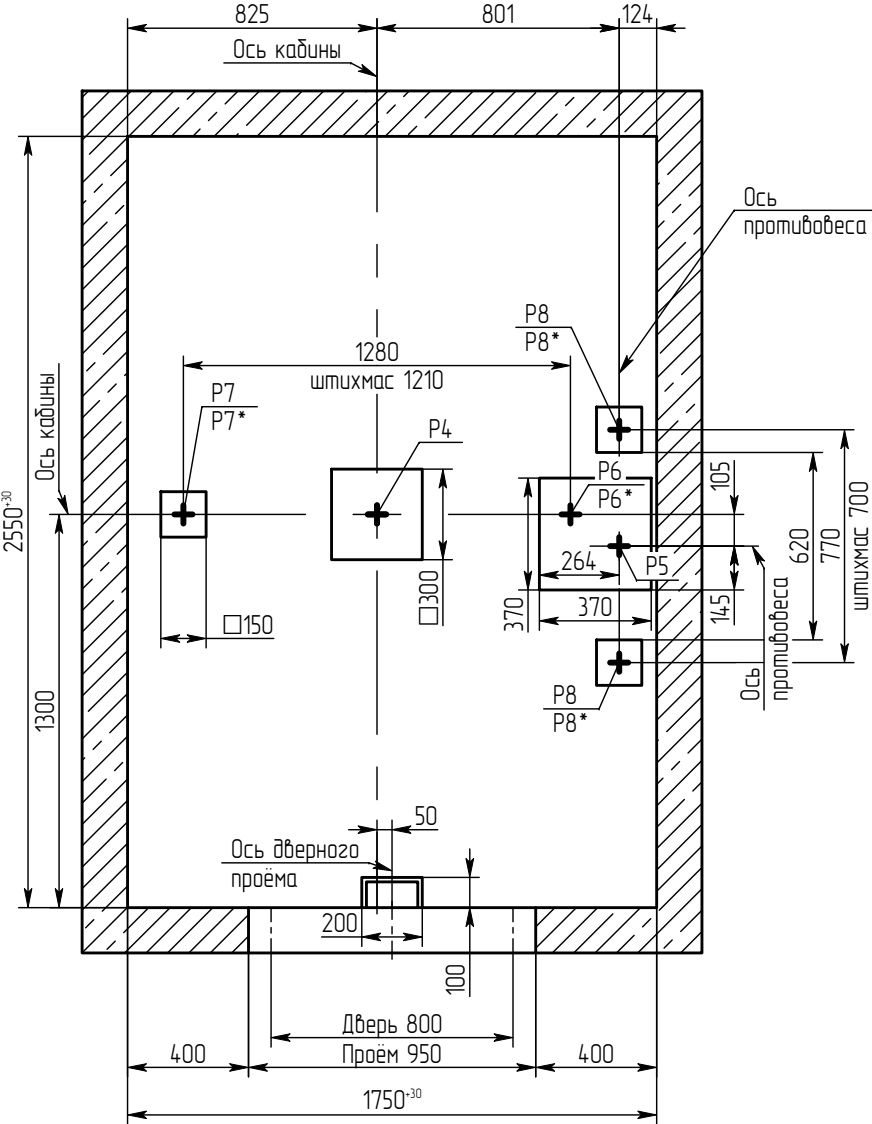 825
801
124
Ось кабины
Ось
противовеса
P8
P8*
1280
штихмас 1210
Ось кабины
P7
P7*
P4
P6
P6*
105
2550+30
264
P5
620
770
штихмас 700
□300
370
370
145
□150
Ось
противовеса
1300
P8
P8*
50
Ось дверного
проёма
200
100
Дверь 800
400
Проём 950
400
1750+30